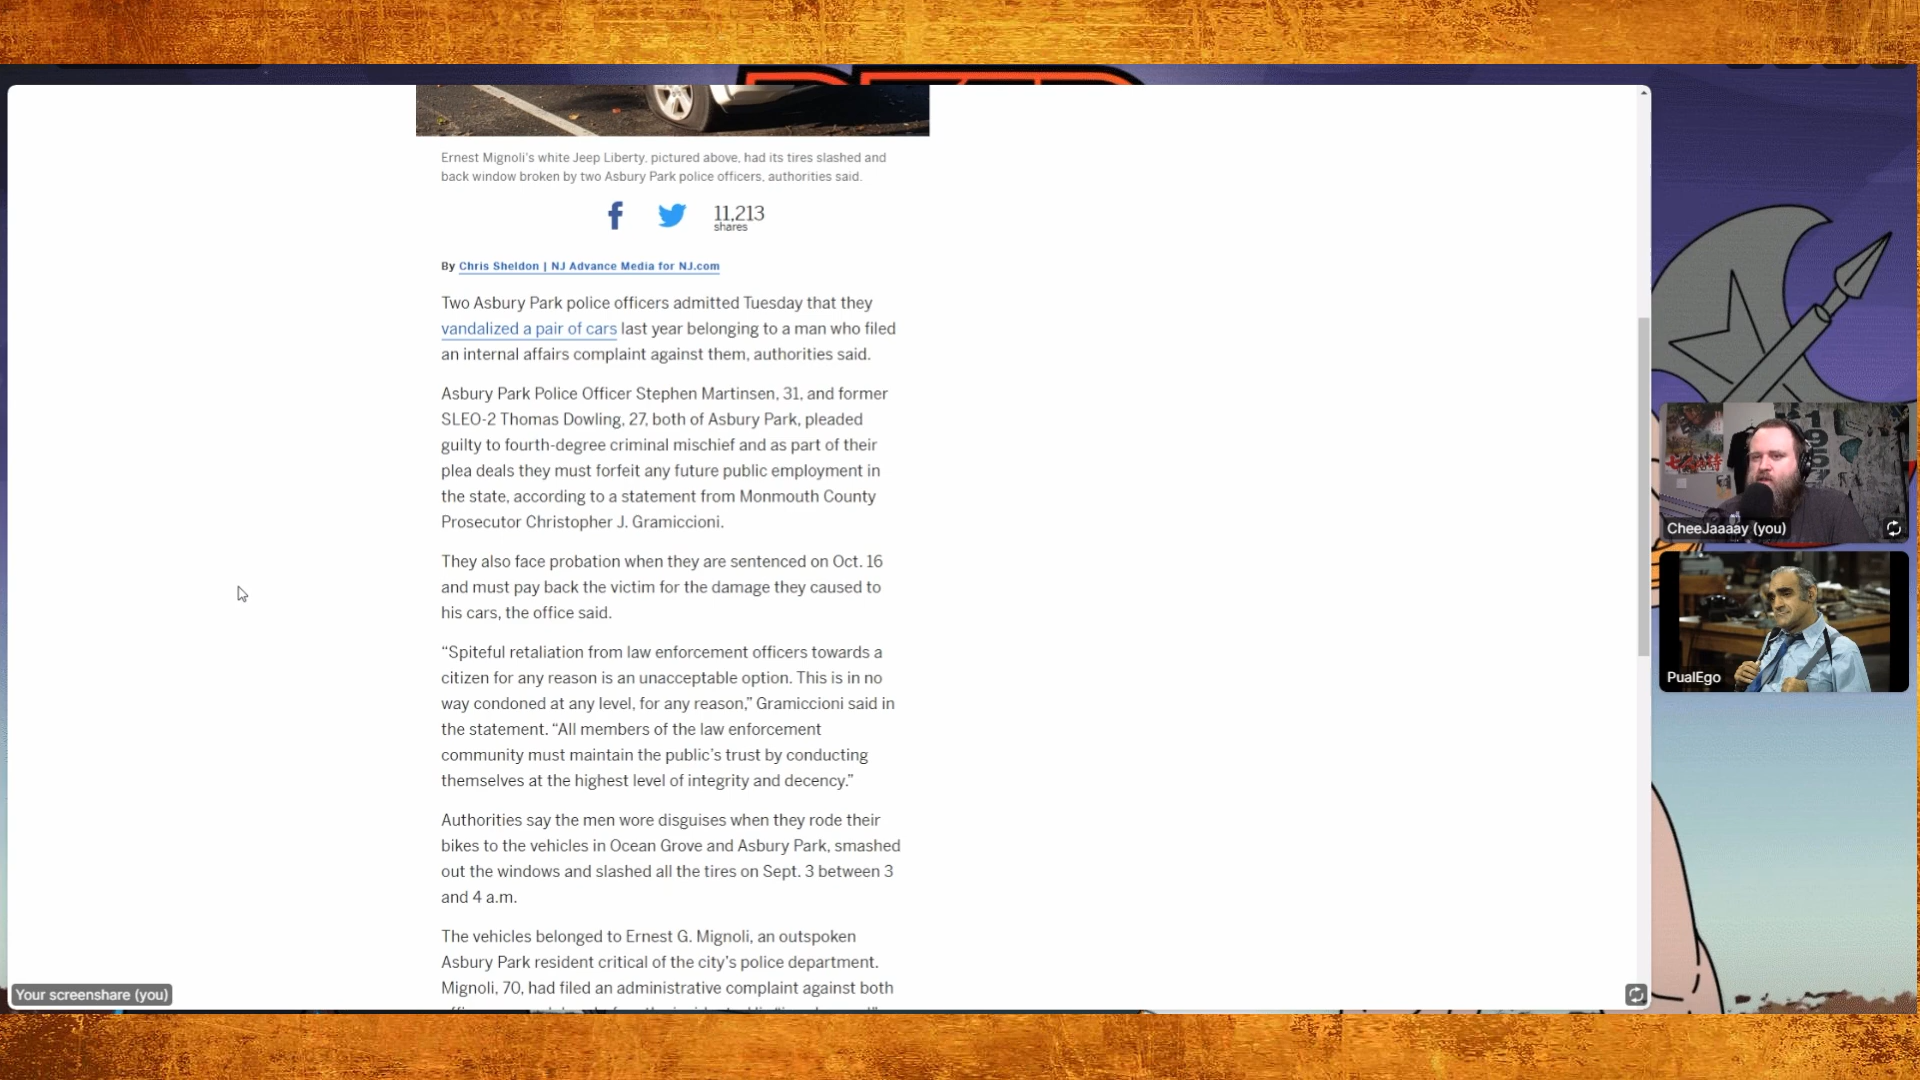 Ernest Mignoli's white Jeep Liberty, pictured above, had its tires slashed and
back window broken by two Asbury Park police officers, authorities said.
11,213
shares
By Chris Sheldon | NJ Advance Media for NJ.com
Two Asbury Park police officers admitted Tuesday that they
vandalized a pair of cars last year belonging to a man who filed
an internal affairs complaint against them, authorities said.
Asbury Park Police Officer Stephen Martinsen, 31, and former
SLEO-2 Thomas Dowling, 27, both of Asbury Park, pleaded
guilty to fourth-degree criminal mischief and as part of their
plea deals they must forfeit any future public employment in
the state, according to a statement from Monmouth County
Prosecutor Christopher J. Gramiccioni.
They also face probation when they are sentenced on Oct. 16
and must pay back the victim for the damage they caused to
his cars, the office said.
“Spiteful retaliation from law enforcement officers towards a
citizen for any reason is an unacceptable option. This is in no
way condoned at any level, for any reason,” Gramiccioni said in
the statement. “All members of the law enforcement
community must maintain the public’s trust by conducting
themselves at the highest level of integrity and decency.”
Authorities say the men wore disguises when they rode their
bikes to the vehicles in Ocean Grove and Asbury Park, smashed
out the windows and slashed all the tires on Sept. 3 between 3
and 4 a.m.
The vehicles belonged to Ernest G. Mignoli, an outspoken
Asbury Park resident critical of the city’s police department.
Mignoli, 70, had filed an administrative complaint against both
Your screenshare (you)
CheeJaaaay (you)
PualEgo